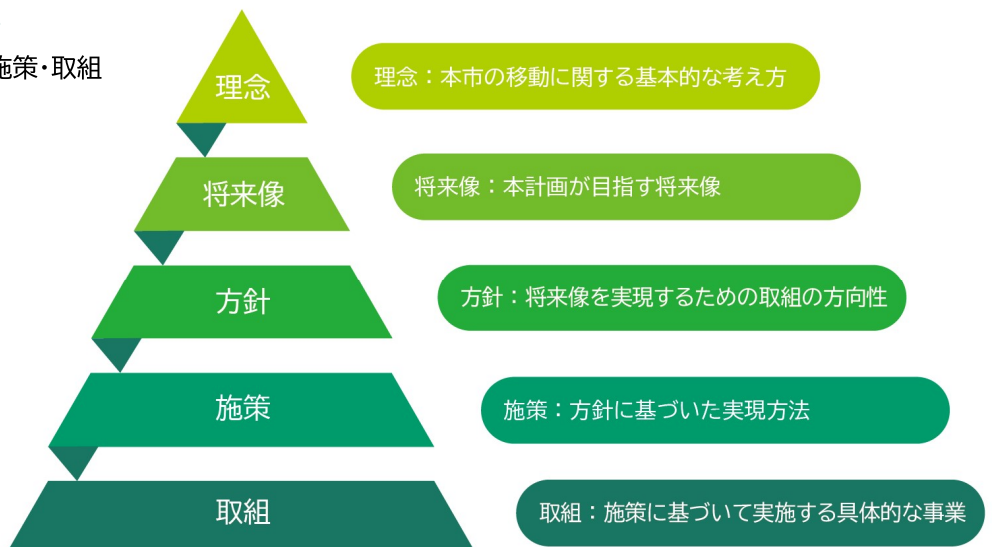 施策･取組
理念
理念：本市の移動に関する基本的な考え方
将来像
将来像：本計画が目指す将来像
方針
方針：将来像を実現するための取組の方向性
施策
施策：方針に基づいた実現方法
取組
取組：施策に基づいて実施する具体的な事業